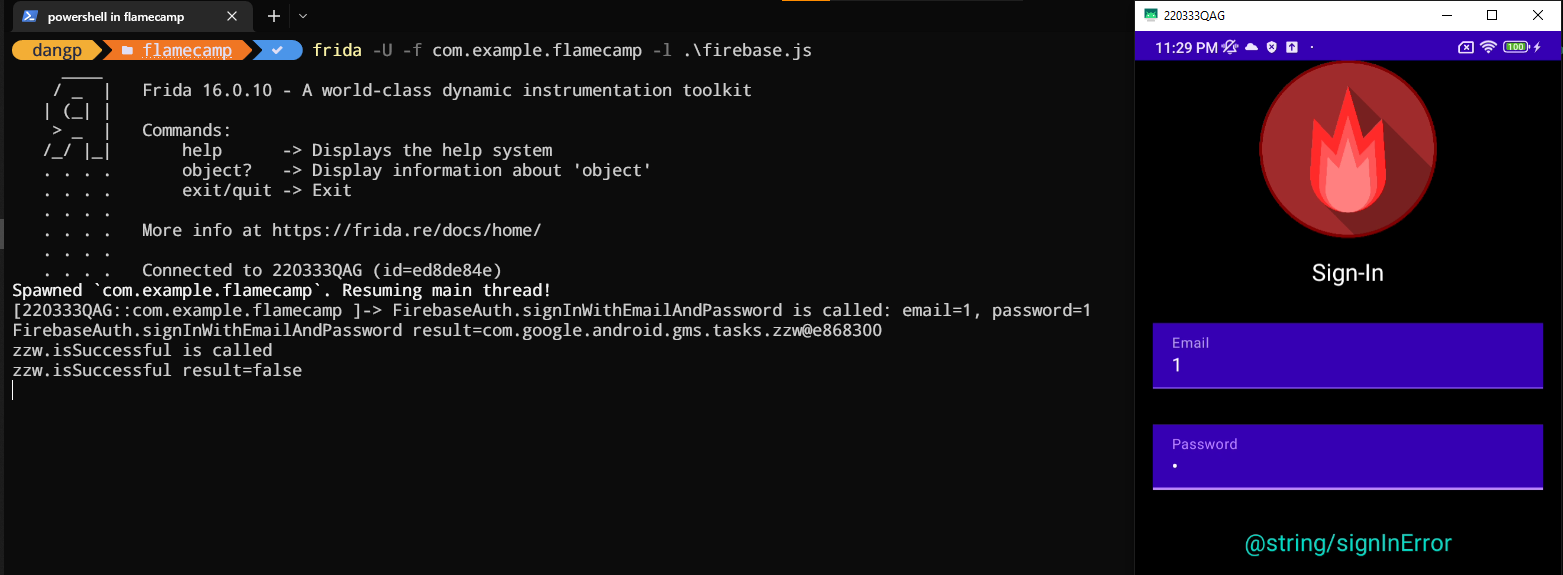 powershell in flamecamp
dangp flamecamp frida -U -f com.example.flamecamp -l .\firebase.js
____
/ _  |   Frida 16.0.10 - A world-class dynamic instrumentation toolkit
| (_| |
> _  |   Commands:
/_/ |_|       help      -> Displays the help system
. . . .       object?   -> Display information about 'object'
. . . .       exit/quit -> Exit
. . . .
. . . .   More info at https://frida.re/docs/home/
. . . .
. . . .   Connected to 220333QAG (id=ed8de84e)
Spawned `com.example.flamecamp`. Resuming main thread!
[220333QAG::com.example.flamecamp ]-> FirebaseAuth.signInWithEmailAndPassword is called: email=1, password=1
FirebaseAuth.signInWithEmailAndPassword result=com.google.android.gms.tasks.zzw@e868300
zzw.isSuccessful is called
zzw.isSuccessful result=false
220333QAG
11:29 PM
100
Sign-In
Email
1
Password
•
@string/signInError